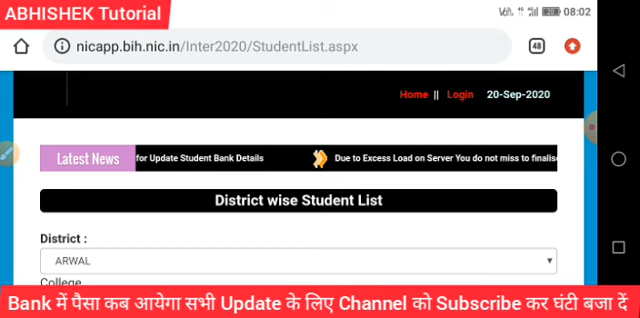 ABHISHEK Tutorial
08:02
nicapp.bih.nic.in/Inter2020/StudentList.aspx
48
Home || Login 20-Sep-2020
Latest News for Update Student Bank Details Due to Excess Load on Server You do not miss to finalise
District wise Student List
District :
ARWAL
College
Bank में पैसा कब आयेगा सभी Update के लिए Channel को Subscribe कर घंटी बजा दें